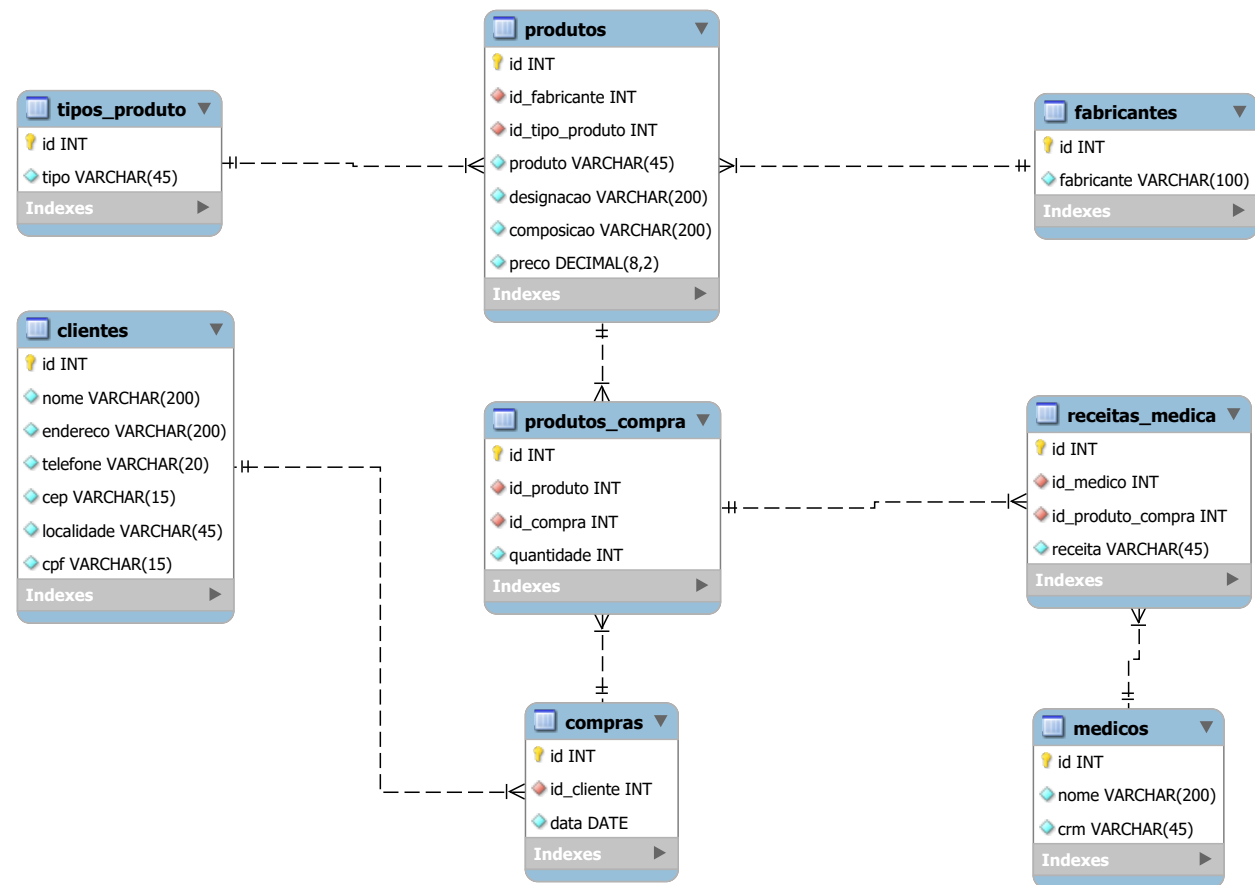 produtos
id INT
id_fabricante INT
id_tipo_produto INT
produto VARCHAR(45)
designacao VARCHAR(200)
composicao VARCHAR(200)
preco DECIMAL(8,2)
Indexes
tipos_produto
id INT
tipo VARCHAR(45)
Indexes
fabricantes
id INT
fabricante VARCHAR(100)
Indexes
clientes
id INT
nome VARCHAR(200)
endereco VARCHAR(200)
telefone VARCHAR(20)
cep VARCHAR(15)
localidade VARCHAR(45)
cpf VARCHAR(15)
Indexes
produtos_compra
id INT
id_produto INT
id_compra INT
quantidade INT
Indexes
receitas_medica
id INT
id_medico INT
id_produto_compra INT
receita VARCHAR(45)
Indexes
compras
id INT
id_cliente INT
data DATE
Indexes
medicos
id INT
nome VARCHAR(200)
crm VARCHAR(45)
Indexes